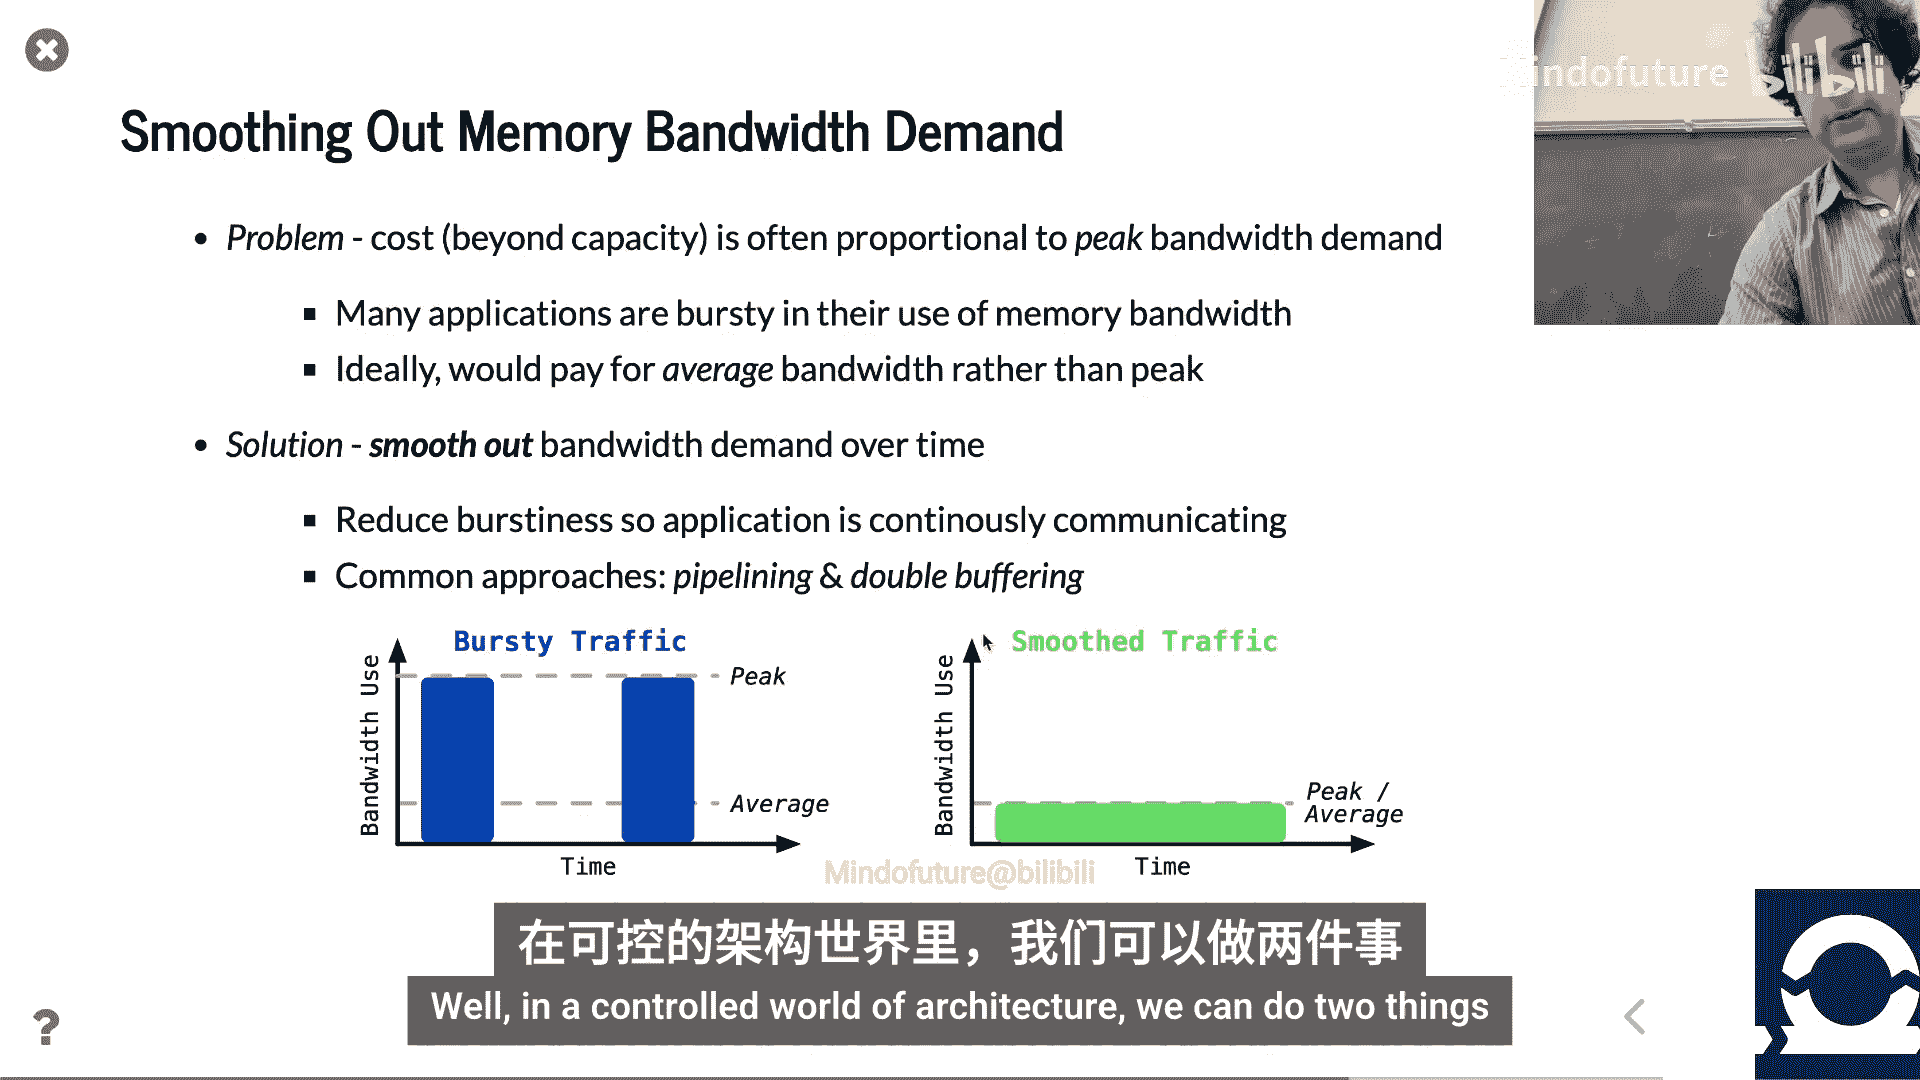 indofuture bilibili
Smoothing Out Memory Bandwidth Demand
Problem - cost (beyond capacity) is often proportional to peak bandwidth demand
Many applications are bursty in their use of memory bandwidth
Ideally, would pay for average bandwidth rather than peak
Solution - smooth out bandwidth demand over time
Reduce burstiness so application is continously communicating
Common approaches: pipelining & double buffering
Bursty Traffic
Bandwidth Use
Peak
Average
Time
Smoothed Traffic
Bandwidth Use
Peak /
Average
Time
Mindofuture@bilibili
在可控的架构世界里，我们可以做两件事
Well, in a controlled world of architecture, we can do two things
?